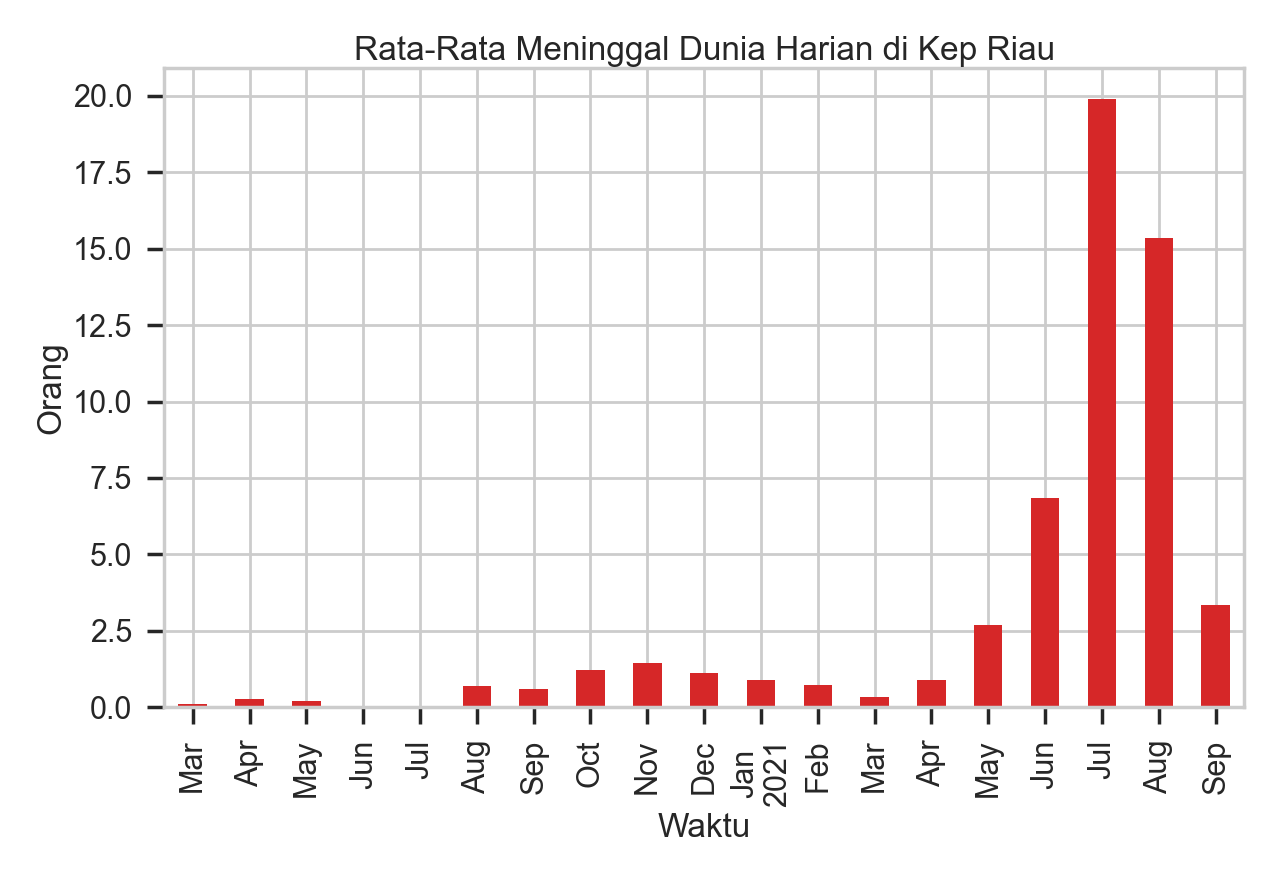 Rata-Rata Meninggal Dunia Harian di Kep Riau
20.0
17.5
15.0
12.5
10.0
7.5
5.0
2.5
0.0
Orang
Mar
Apr
May
Jun
Jul
Aug
Sep
Oct
Nov
Dec
Jan
2021
Feb
Mar
Apr
May
Jun
Jul
Aug
Sep
Waktu